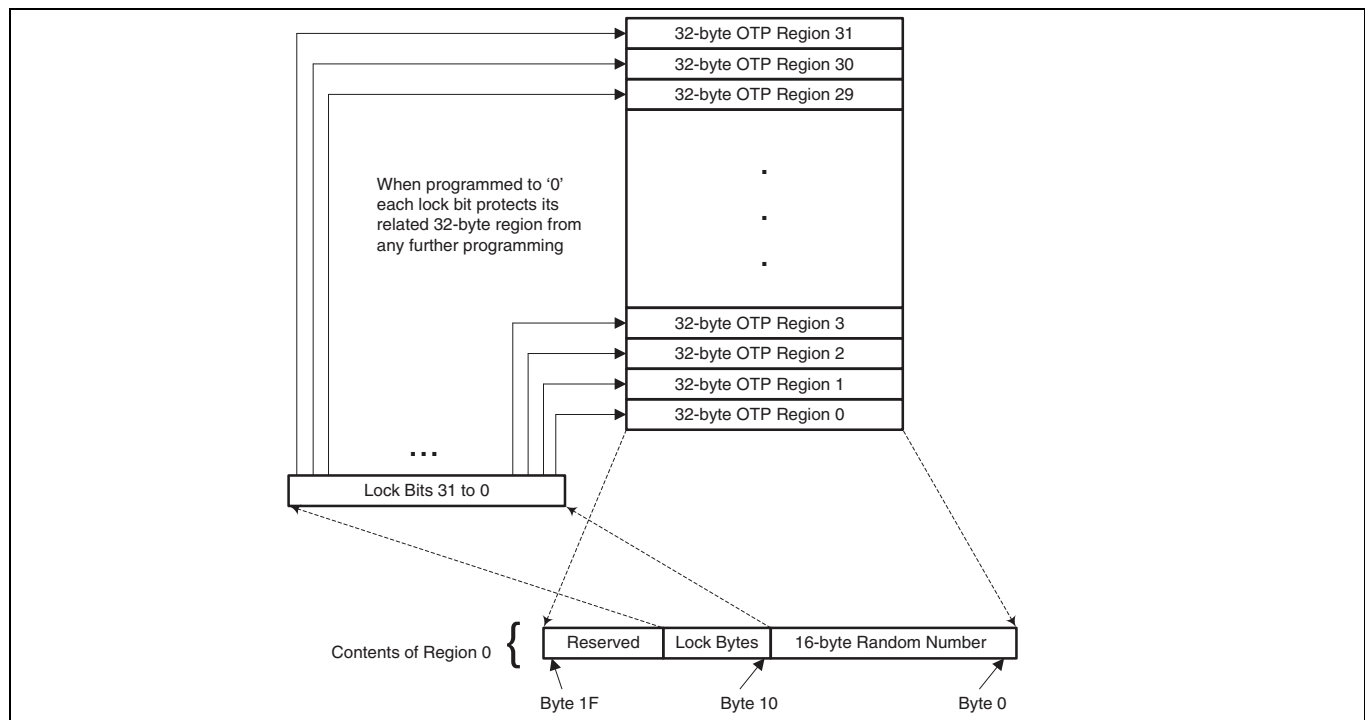 32-byte OTP Region 31
32-byte OTP Region 30
32-byte OTP Region 29
When programmed to ‘0’
each lock bit protects its
related 32-byte region from
any further programming
.
.
.
32-byte OTP Region 3
32-byte OTP Region 2
32-byte OTP Region 1
32-byte OTP Region 0
...
Lock Bits 31 to 0
Contents of Region 0 {
Reserved
Lock Bytes
16-byte Random Number
Byte 1F
Byte 10
Byte 0